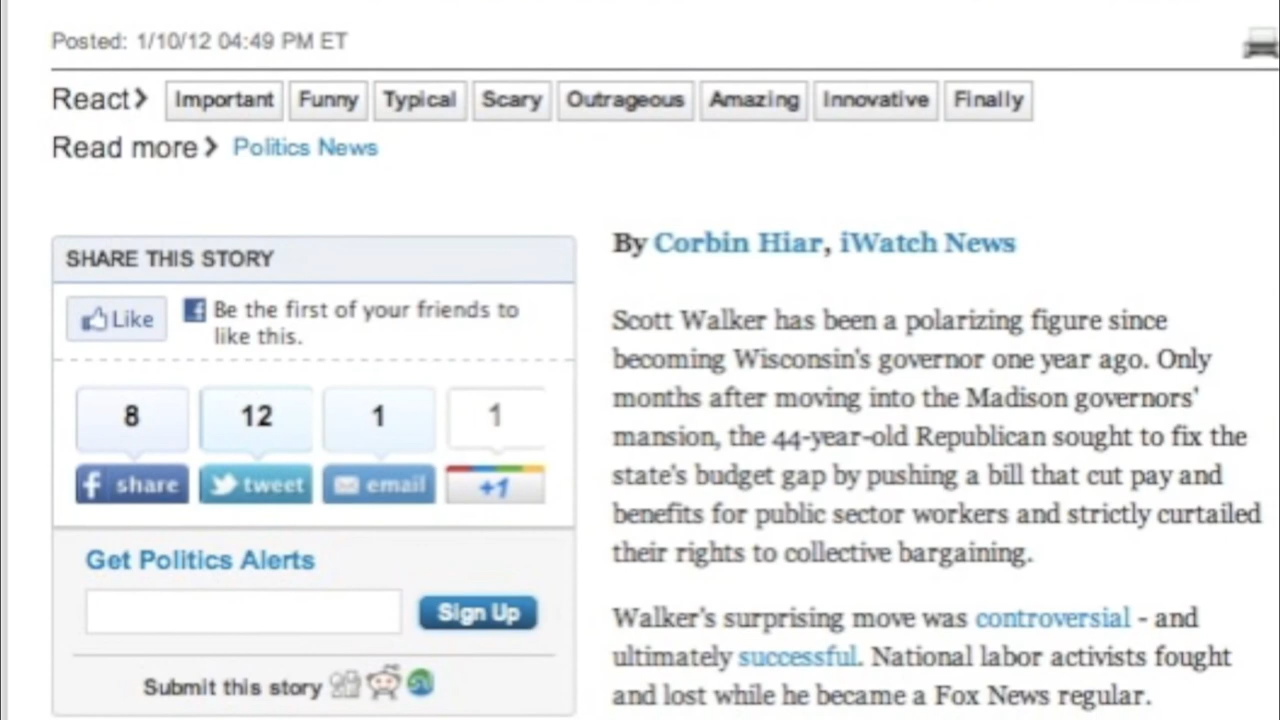 Posted: 1/10/12 04:49 PM ET
React Important Funny Typical Scary Outrageous Amazing Innovative Finally
Read more Politics News
SHARE THIS STORY
Like Be the first of your friends to
like this.
8 12 1 1
share tweet email +1
Get Politics Alerts
Sign Up
Submit this story
By Corbin Hiar, iWatch News
Scott Walker has been a polarizing figure since
becoming Wisconsin's governor one year ago. Only
months after moving into the Madison governors'
mansion, the 44-year-old Republican sought to fix the
state's budget gap by pushing a bill that cut pay and
benefits for public sector workers and strictly curtailed
their rights to collective bargaining.
Walker's surprising move was controversial - and
ultimately successful. National labor activists fought
and lost while he became a Fox News regular.